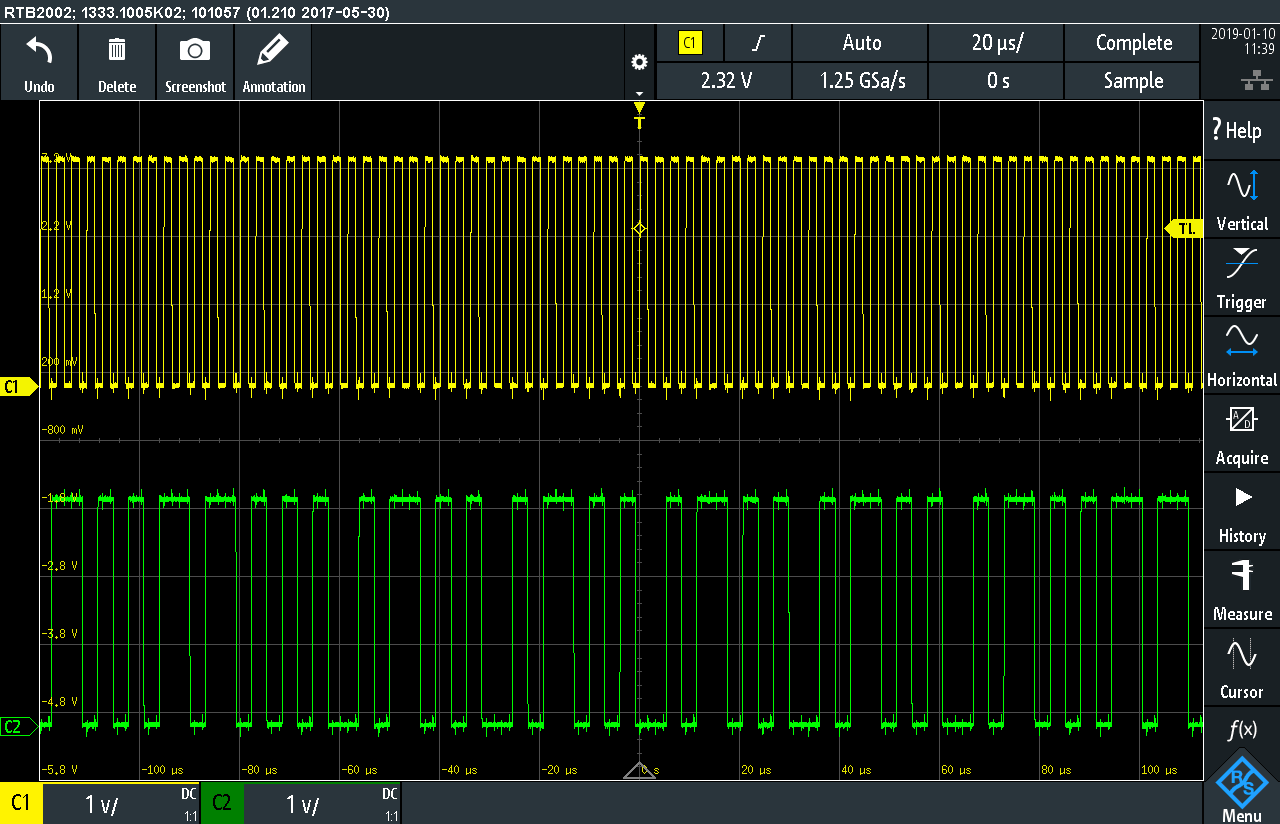 RTB2002; 1333.1005K02; 101057 (01.210 2017-05-30)
Undo
Delete
Screenshot
Annotation
C1
Auto
20 µs/
Complete
2.32 V
1.25 GSa/s
0 s
Sample
2019-01-10
11:39
T
? Help
Vertical
Trigger
Horizontal
A/D
Acquire
History
Measure
Cursor
f(x)
R&S
Menu
TL
2.2 V
1.2 V
200 mV
C1
-800 mV
-2.8 V
-3.8 V
-4.8 V
C2
-5.8 V
-100 µs
-80 µs
-60 µs
-40 µs
-20 µs
0 s
20 µs
40 µs
60 µs
80 µs
100 µs
C1
1 V/
DC
1:1
C2
1 V/
DC
1:1